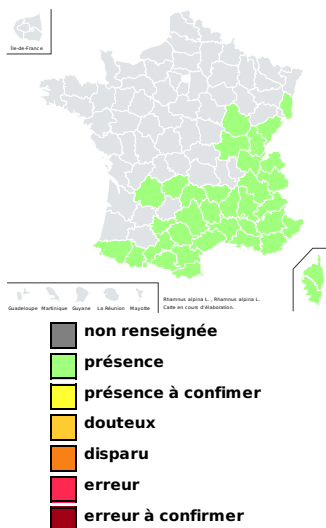 Île-de-France
Guadeloupe Martinique Guyane La Réunion Mayotte
Rhamnus alpina L. , Rhamnus alpina L.
Carte en cours d'élaboration.
non renseignée
présence
présence à confimer
douteux
disparu
erreur
erreur à confirmer